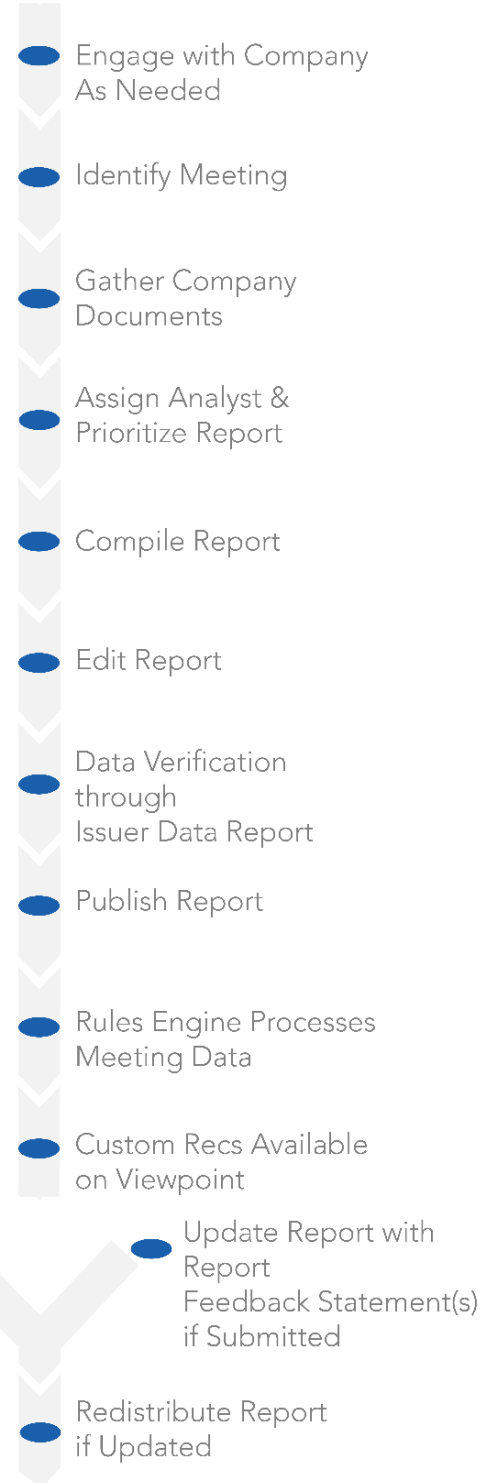 Engage with Company
As Needed
Identify Meeting
Gather Company
Documents
Assign Analyst &
Prioritize Report
Compile Report
Edit Report
Data Verification
through
Issuer Data Report
Publish Report
Rules Engine Processes
Meeting Data
Custom Recs Available
on Viewpoint
Update Report with
Report
Feedback Statement(s)
if Submitted
Redistribute Report
if Updated